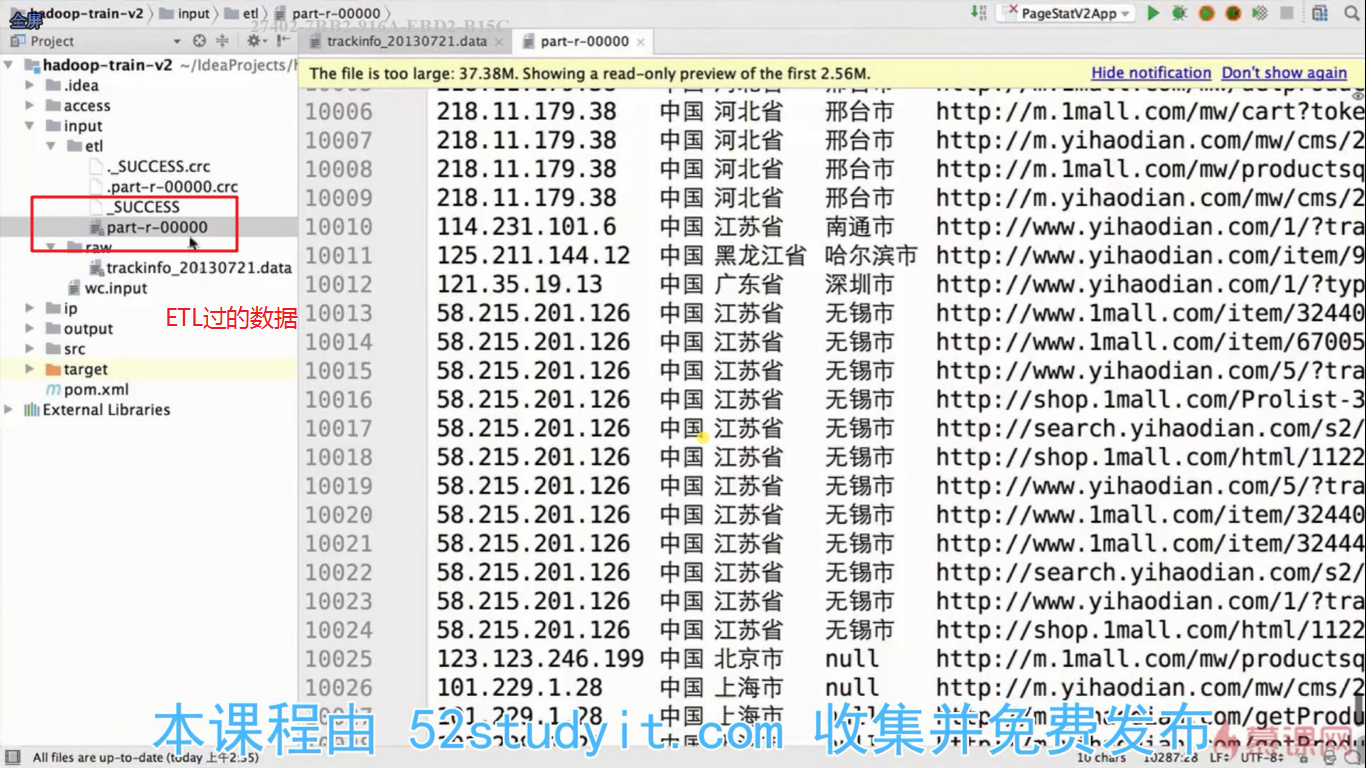 全屏
hadoop-train-v2 input etl part-r-00000
PageStatV2App
27402-7BB2-916A-EBD2-B15C
Project
trackinfo_20130721.data
part-r-00000
hadoop-train-v2 ~/IdeaProjects/h
.idea
access
input
etl
._SUCCESS.crc
.part-r-00000.crc
_SUCCESS
part-r-00000
raw
trackinfo_20130721.data
wc.input
ip
ETL过的数据
output
src
target
pom.xml
External Libraries
The file is too large: 37.38M. Showing a read-only preview of the first 2.56M.
Hide notification Don't show again
10006 218.11.179.38 中国 河北省 邢台市 http://m.1mall.com/mw/cart?toke
10007 218.11.179.38 中国 河北省 邢台市 http://m.yihaodian.com/mw/cms/2
10008 218.11.179.38 中国 河北省 邢台市 http://m.1mall.com/mw/productsq
10009 218.11.179.38 中国 河北省 邢台市 http://m.yihaodian.com/mw/cms/2
10010 114.231.101.6 中国 江苏省 南通市 http://www.yihaodian.com/1/?tra
10011 125.211.144.12 中国 黑龙江省 哈尔滨市 http://www.yihaodian.com/item/9
10012 121.35.19.13 中国 广东省 深圳市 http://www.yihaodian.com/1/?typ
10013 58.215.201.126 中国 江苏省 无锡市 http://www.1mall.com/item/32440
10014 58.215.201.126 中国 江苏省 无锡市 http://www.1mall.com/item/67005
10015 58.215.201.126 中国 江苏省 无锡市 http://www.yihaodian.com/5/?tra
10016 58.215.201.126 中国 江苏省 无锡市 http://shop.1mall.com/Prolist-3
10017 58.215.201.126 中国 江苏省 无锡市 http://search.yihaodian.com/s2/
10018 58.215.201.126 中国 江苏省 无锡市 http://shop.1mall.com/html/1122
10019 58.215.201.126 中国 江苏省 无锡市 http://www.yihaodian.com/5/?tra
10020 58.215.201.126 中国 江苏省 无锡市 http://www.1mall.com/item/32440
10021 58.215.201.126 中国 江苏省 无锡市 http://www.1mall.com/item/32444
10022 58.215.201.126 中国 江苏省 无锡市 http://search.yihaodian.com/s2/
10023 58.215.201.126 中国 江苏省 无锡市 http://www.yihaodian.com/1/?tra
10024 58.215.201.126 中国 江苏省 无锡市 http://shop.1mall.com/html/1122
10025 123.123.246.199 中国 北京市 null http://m.1mall.com/mw/productsq
10026 101.229.1.28 中国 上海市 null http://m.yihaodian.com/mw/cms/2
101.229.1.28 中国 上海市 .com/getProdu
本课程由 52studyit.com 收集并免费发布
慕课网
All files are up-to-date (today 上午2:55)
10 chars 10287:28 LF UTF-8